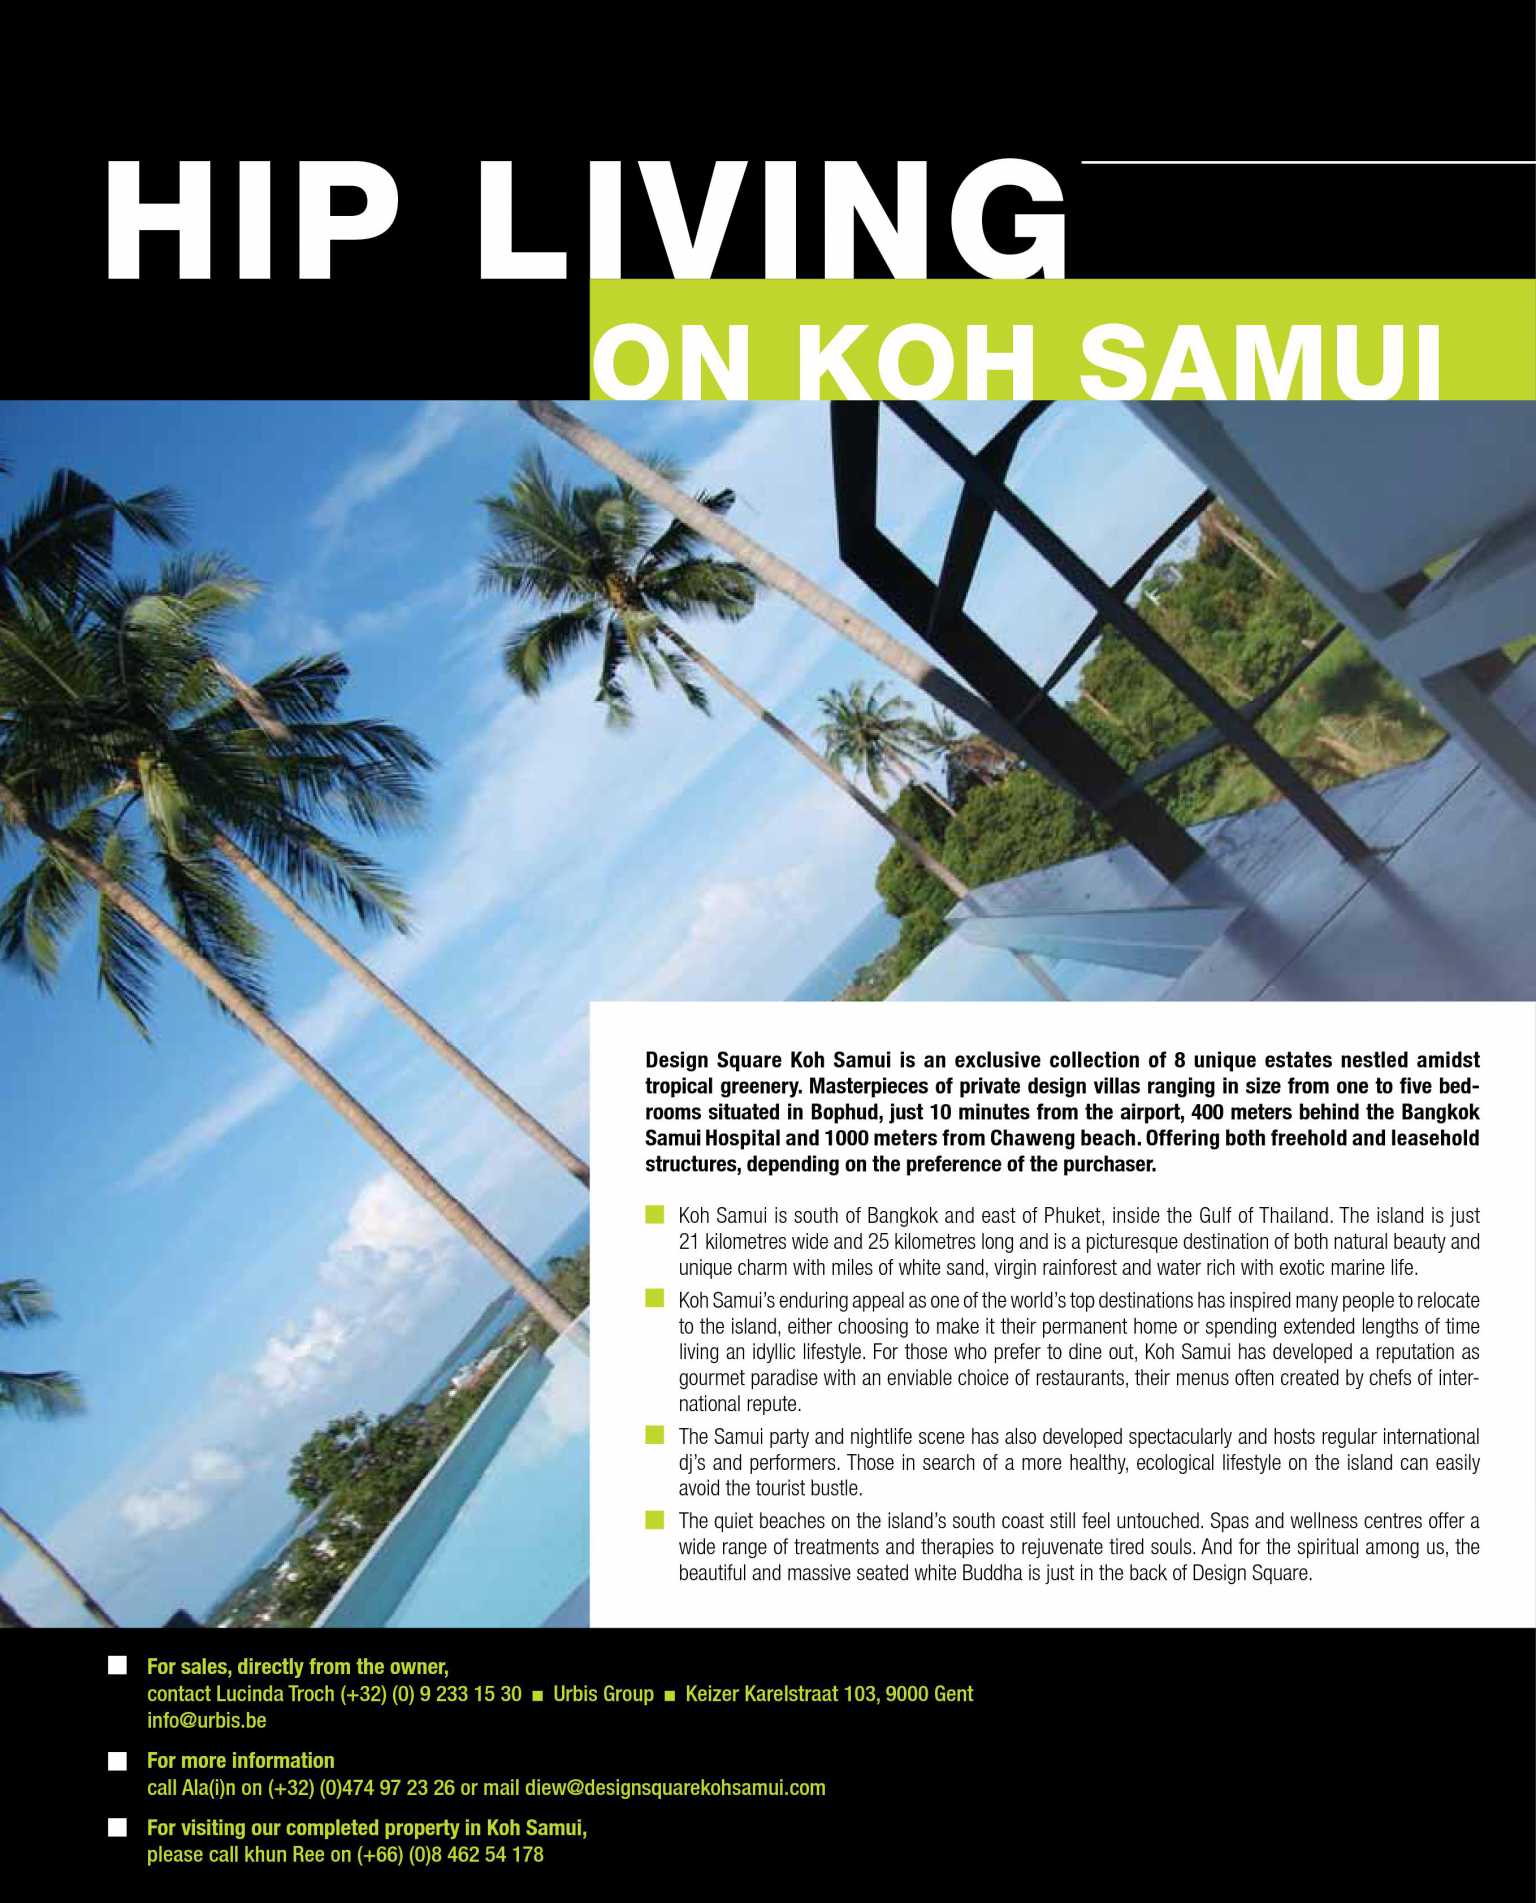 HIP LIVING
ON KOH SAMUI
Design Square Koh Samui is an exclusive collection of 8 unique estates nestled amidst
tropical greenery. Masterpieces of private design villas ranging in size from one to five bed-
rooms situated in Bophud, just 10 minutes from the airport, 400 meters behind the Bangkok
Samui Hospital and 1000 meters from Chaweng beach. Offering both freehold and leasehold
structures, depending on the preference of the purchaser.
Koh Samui is south of Bangkok and east of Phuket, inside the Gulf of Thailand. The island is just
21 kilometres wide and 25 kilometres long and is a picturesque destination of both natural beauty and
unique charm with miles of white sand, virgin rainforest and water rich with exotic marine life.
Koh Samui's enduring appeal as one of the world's top destinations has inspired many people to relocate
to the island, either choosing to make it their permanent home or spending extended lengths of time
living an idyllic lifestyle. For those who prefer to dine out, Koh Samui has developed a reputation as
gourmet paradise with an enviable choice of restaurants, their menus often created by chefs of inter-
national repute.
The Samui party and nightlife scene has also developed spectacularly and hosts regular international
dj's and performers. Those in search of a more healthy, ecological lifestyle on the island can easily
avoid the tourist bustle.
The quiet beaches on the island's south coast still feel untouched. Spas and wellness centres offer a
wide range of treatments and therapies to rejuvenate tired souls. And for the spiritual among us, the
beautiful and massive seated white Buddha is just in the back of Design Square.
For sales, directly from the owner,
contact Lucinda Troch (+32) (0) 9 233 15 30 ■ Urbis Group ■ Keizer Karelstraat 103, 9000 Gent
info@urbis.be
For more information
call Ala(i)n on (+32) (0)474 97 23 26 or mail diew@designsquarekohsamui.com
For visiting our completed property in Koh Samui,
please call khun Ree on (+66) (0)8 462 54 178